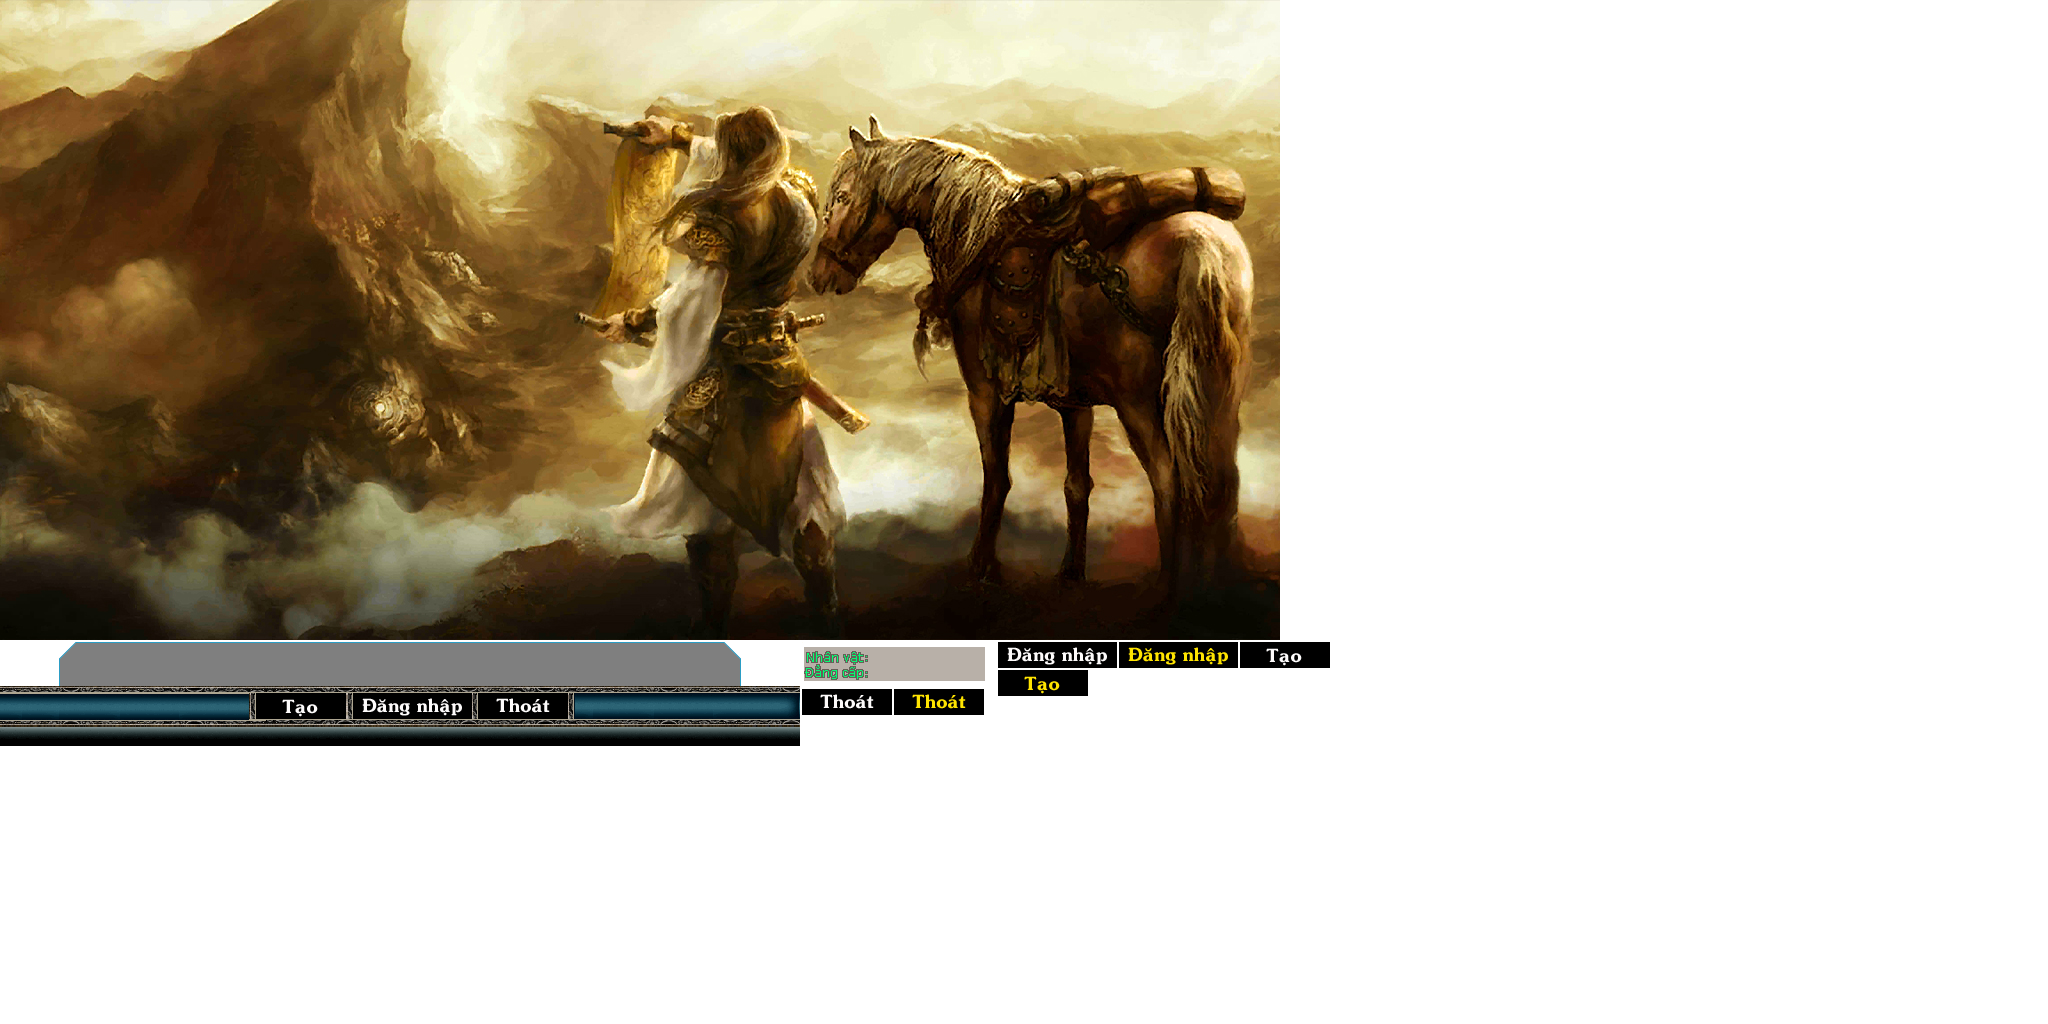 Nhân vật:
Đẳng cấp:
Đăng nhập
Đăng nhập
Tạo
Tạo
Tạo
Đăng nhập
Thoát
Thoát
Thoát